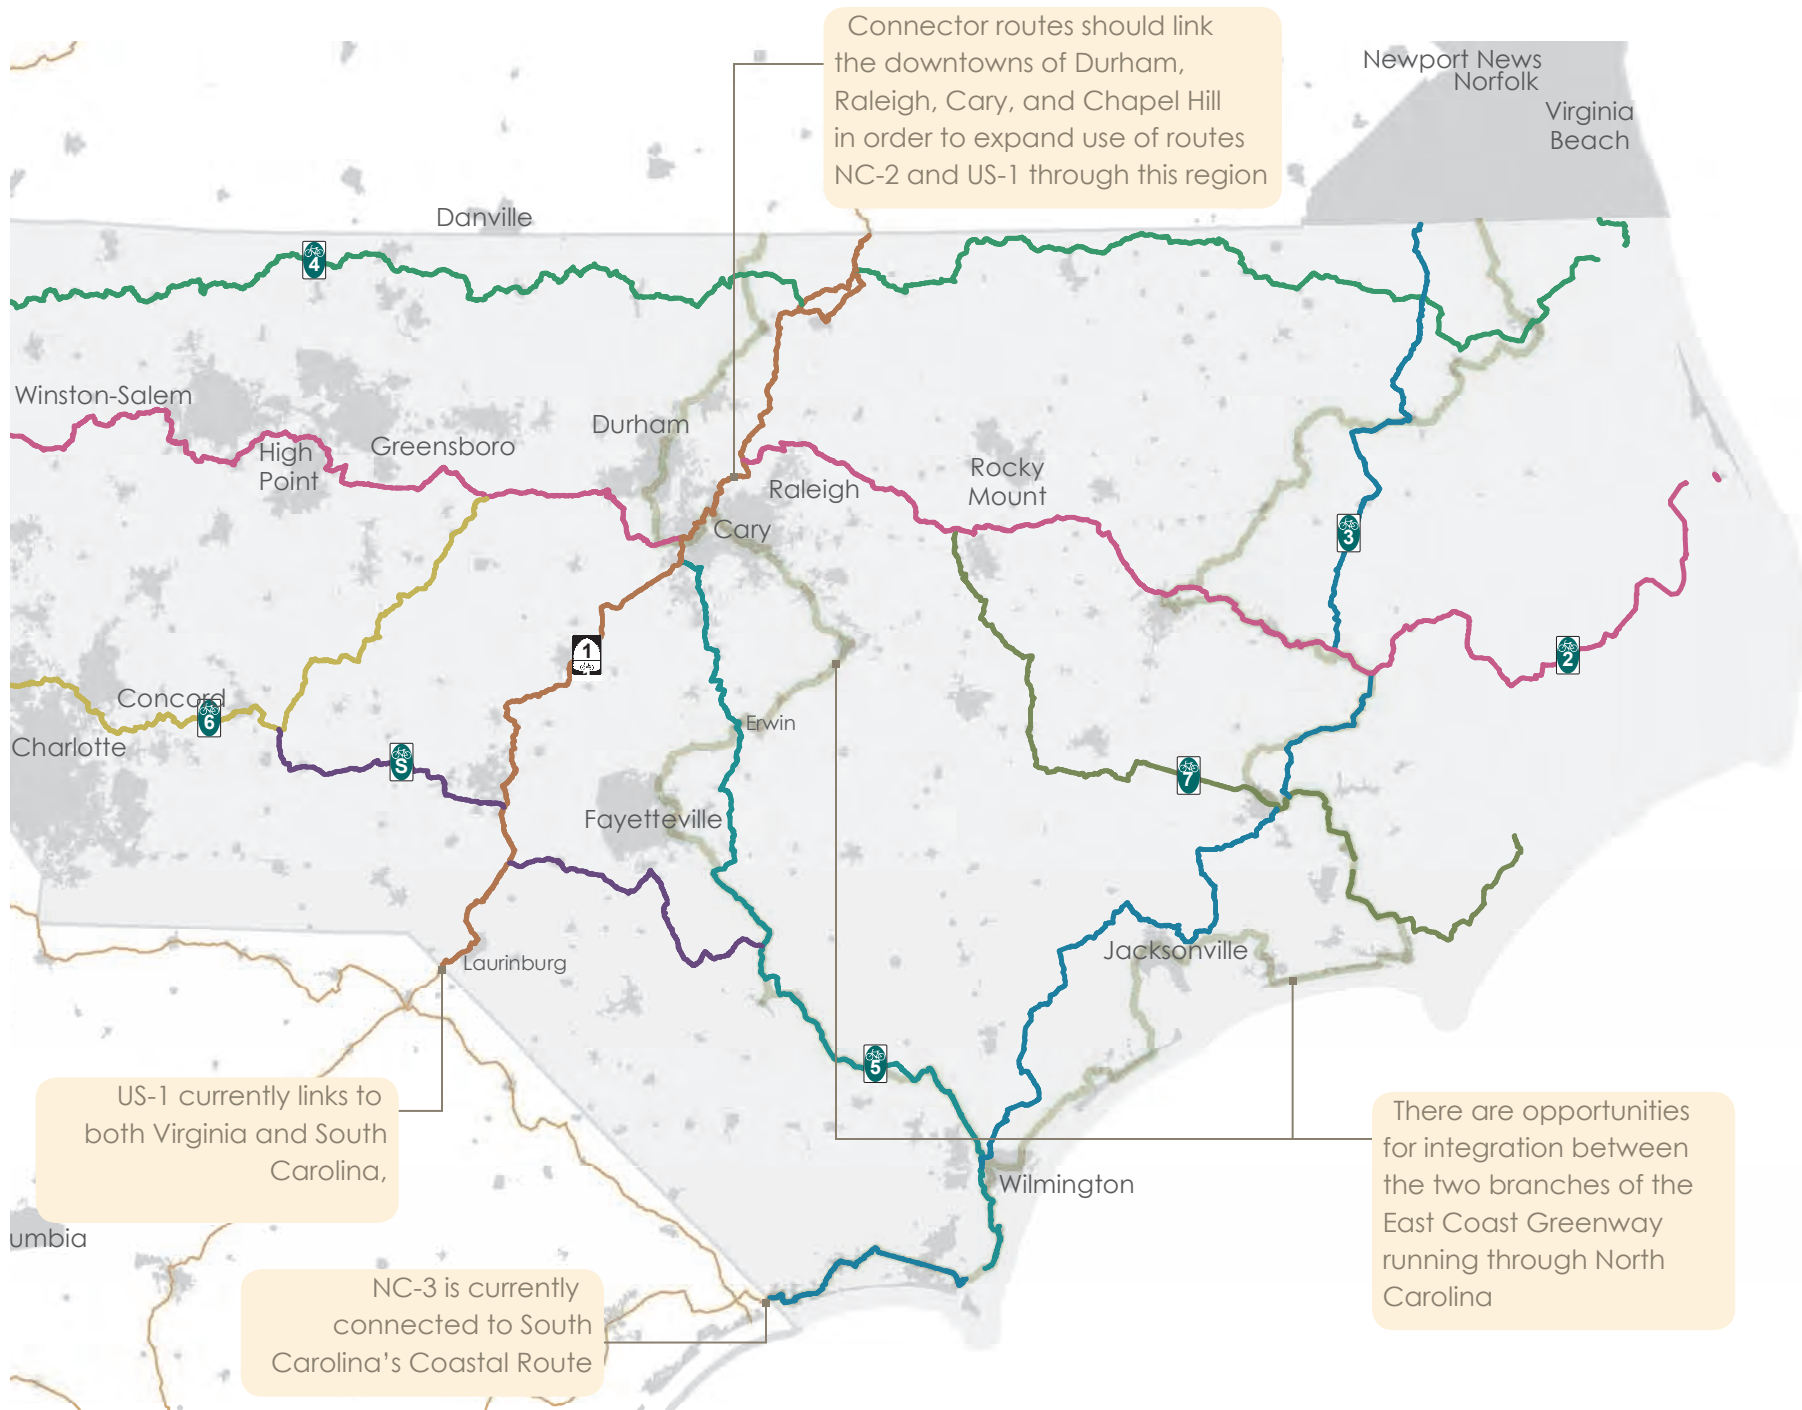 Connector routes should link
the downtowns of Durham,
Raleigh, Cary, and Chapel Hill
in order to expand use of routes
NC-2 and US-1 through this region
Newport News
Norfolk
Virginia
Beach
Danville
4
Winston-Salem
High
Point
Greensboro
Durham
Raleigh
Rocky
Mount
Cary
3
1
2
Concord
6
Charlotte
S
Erwin
7
Fayetteville
Laurinburg
Jacksonville
5
US-1 currently links to
both Virginia and South
Carolina,
Wilmington
There are opportunities
for integration between
the two branches of the
East Coast Greenway
running through North
Carolina
umbia
NC-3 is currently
connected to South
Carolina's Coastal Route